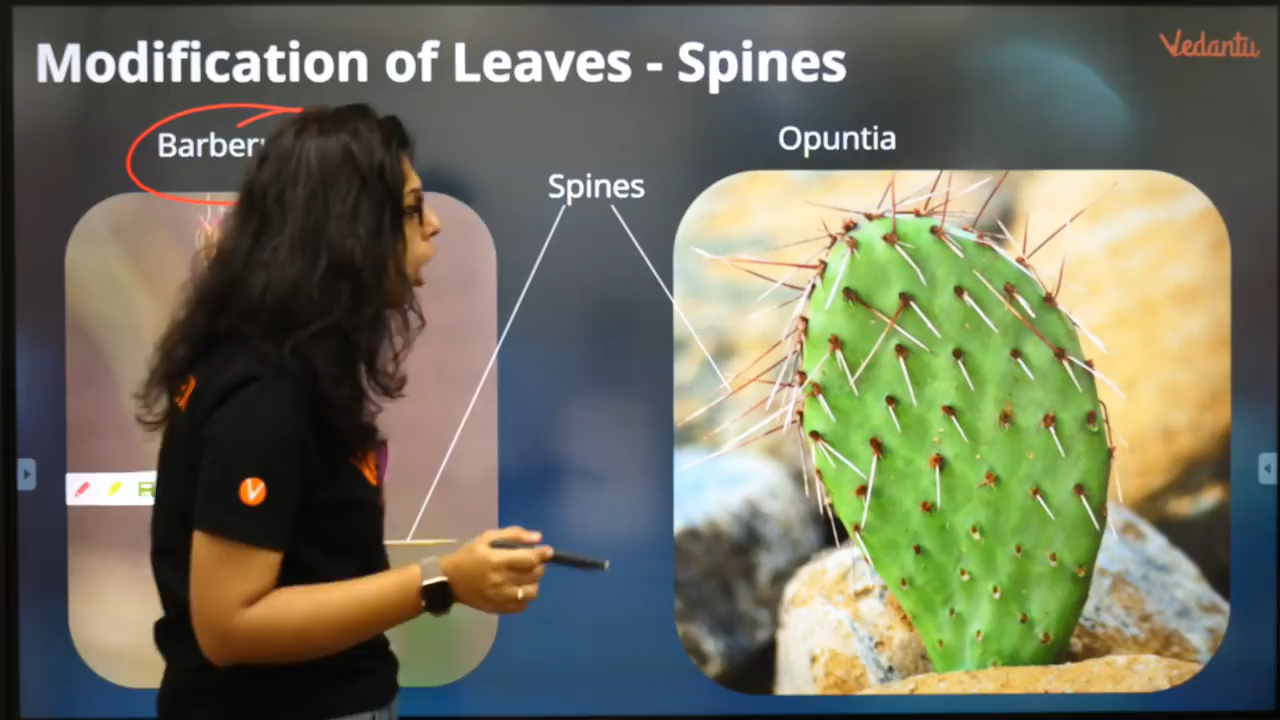 Modification of Leaves - Spines
Vedantu
Opuntia
Spines